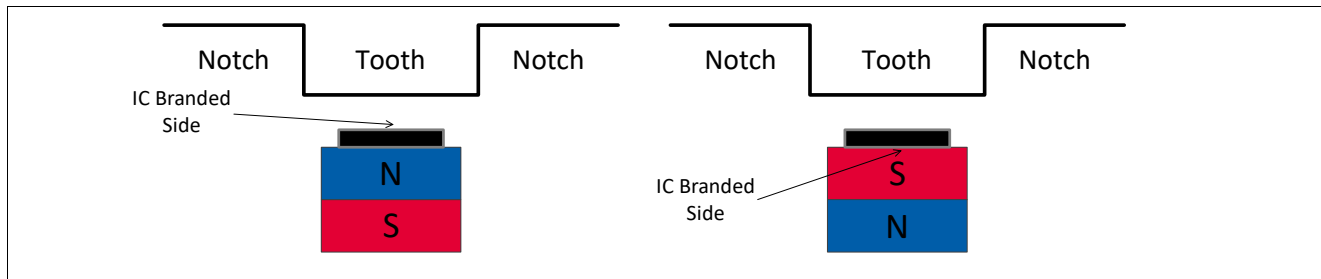 Notch Tooth Notch
IC Branded
Side
N
S
Notch Tooth Notch
IC Branded
Side
S
N